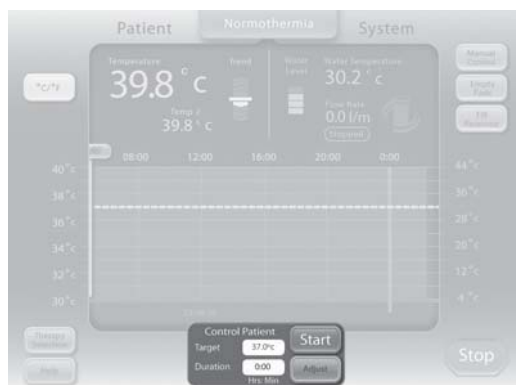 Patient
Normothermia
System
Temperature
Trend
Water
Level
Water Temperature
39.8°c
30.2°c
Temp 2
39.8°c
Flow Rate
0.0 l/m
Stopped
°C/°F
Manual
Control
Empty
Pads
Fill
Reservoir
08:00
12:00
16:00
20:00
0:00
40°c
38°c
36°c
34°c
32°c
30°c
44°c
36°c
28°c
20°c
12°c
4°c
Control Patient
Target
37.0°c
Start
Duration
0:00
Adjust
Hrs: Min
Therapy
Help
Stop